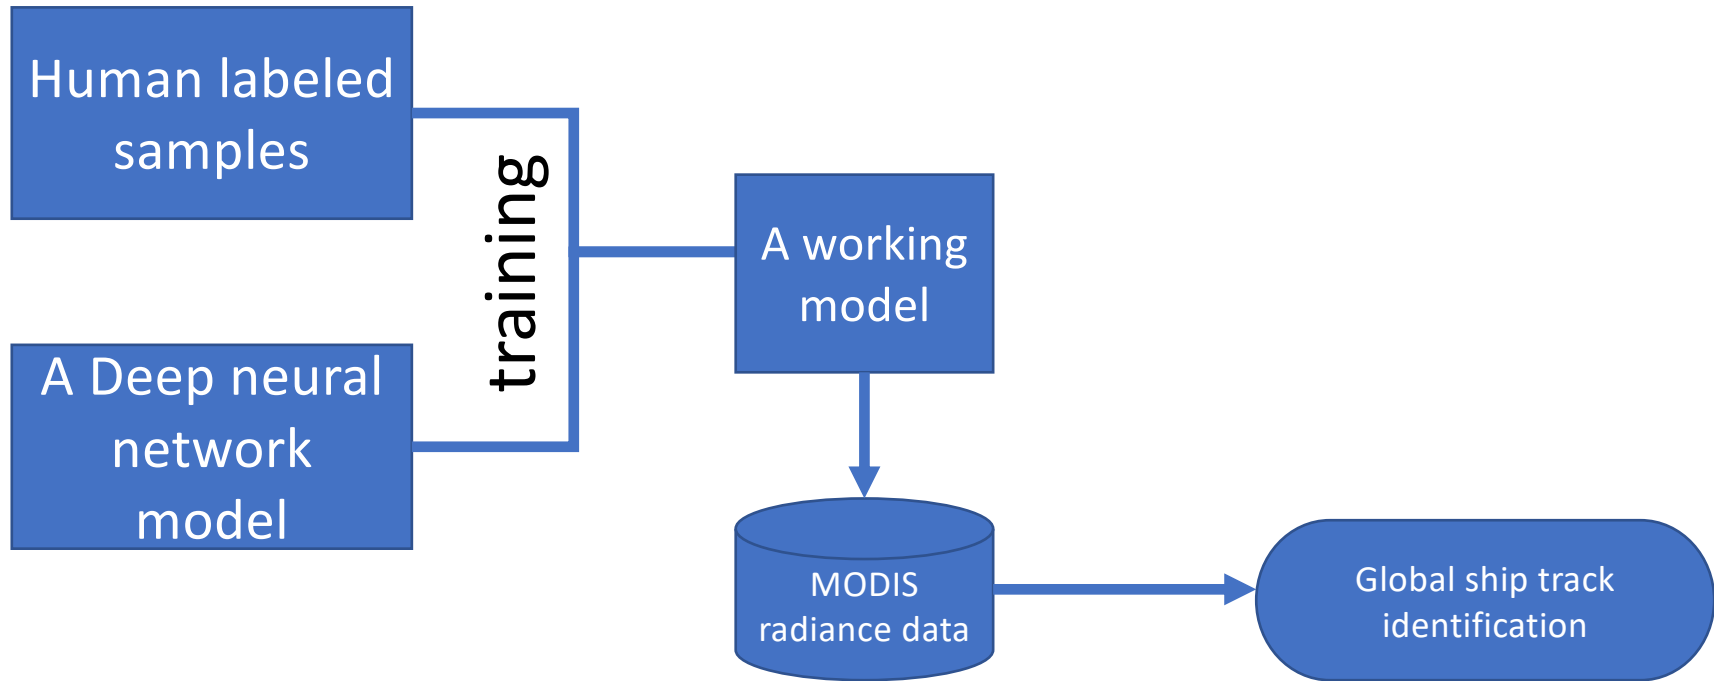 Human labeled
samples
training
A Deep neural
network
model
A working
model
MODIS
radiance data
Global ship track
identification